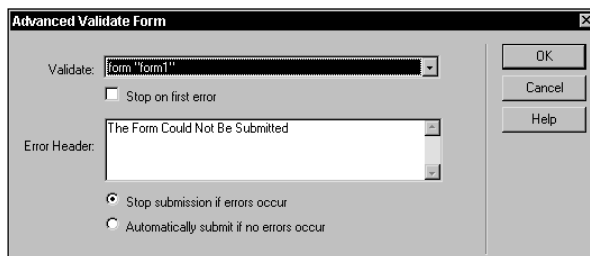 Advanced Validate Form
Validate: form "form1"
Stop on first error
Error Header: The Form Could Not Be Submitted
Stop submission if errors occur
Automatically submit if no errors occur
OK
Cancel
Help